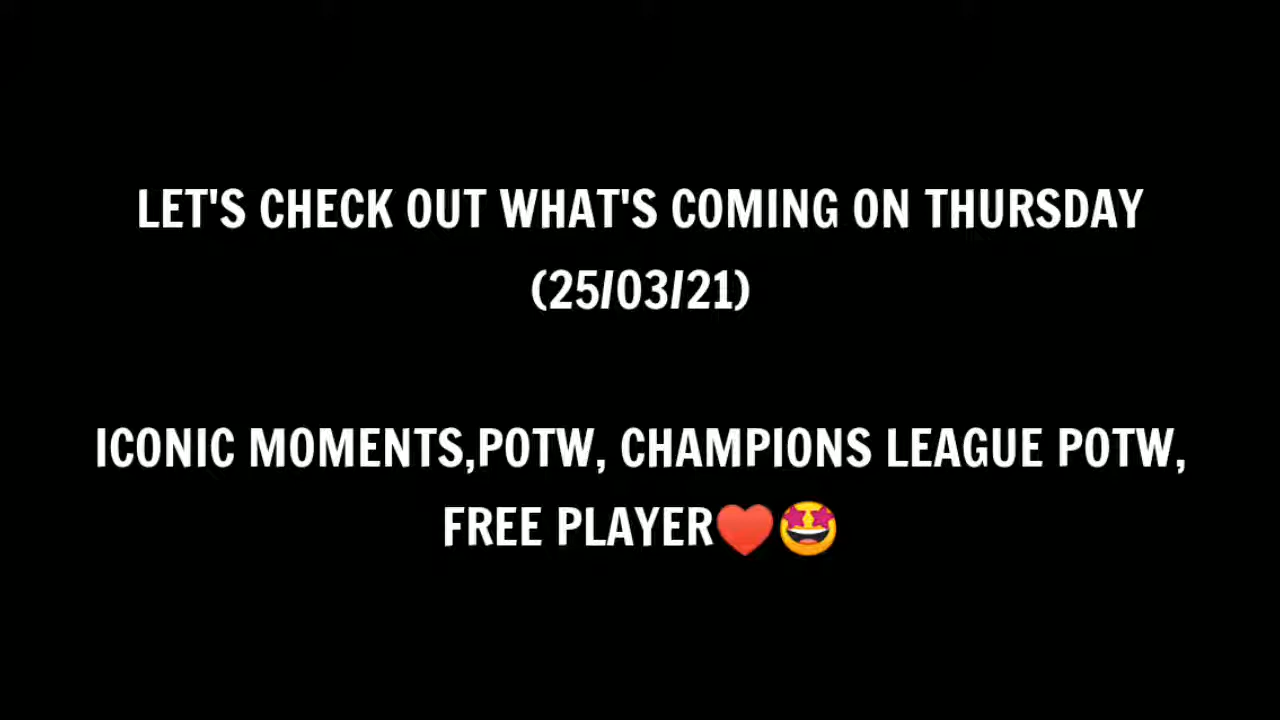 LET'S CHECK OUT WHAT'S COMING ON THURSDAY
(25/03/21)
ICONIC MOMENTS,POTW, CHAMPIONS LEAGUE POTW,
FREE PLAYER♥️🤩